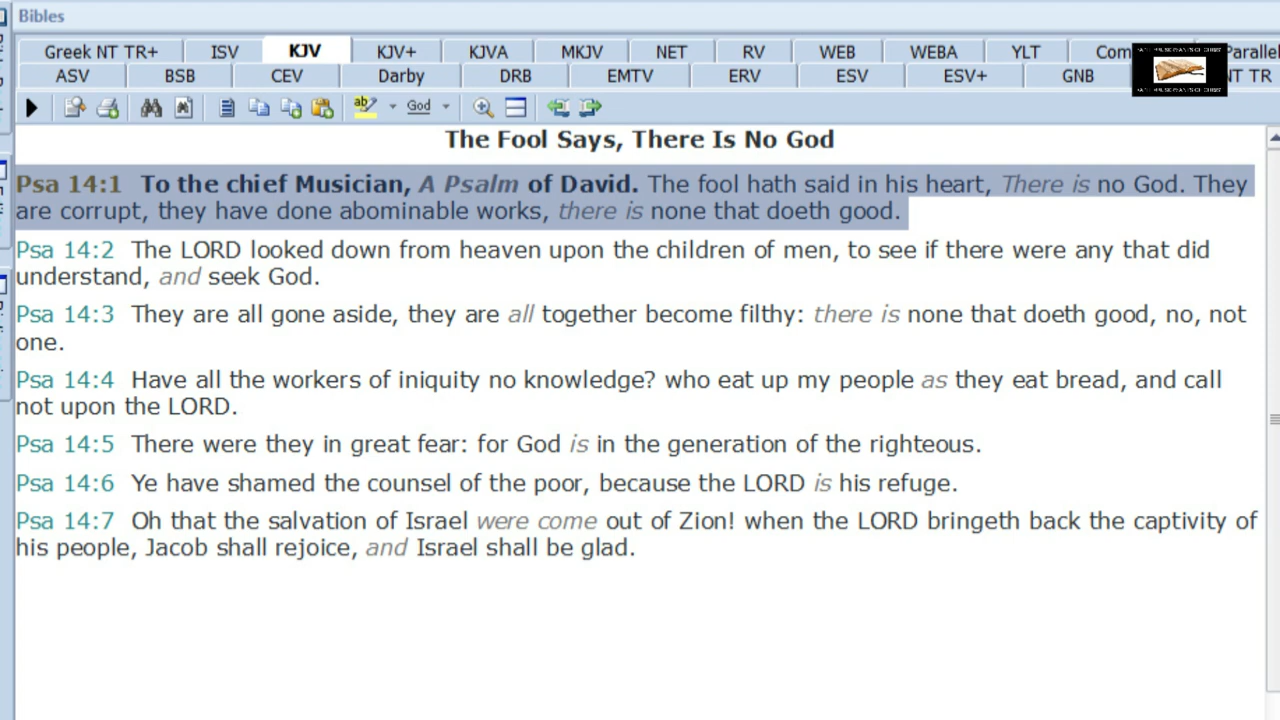 Bibles
Greek NT TR+ ISV KJV KJV+ KJVA MKJV NET RV WEB WEBA YLT Com Parallel
ASV BSB CEV Darby DRB EMTV ERV ESV ESV+ GNB NT TR
ab God
The Fool Says, There Is No God
Psa 14:1 To the chief Musician, A Psalm of David. The fool hath said in his heart, There is no God. They
are corrupt, they have done abominable works, there is none that doeth good.
Psa 14:2 The LORD looked down from heaven upon the children of men, to see if there were any that did
understand, and seek God.
Psa 14:3 They are all gone aside, they are all together become filthy: there is none that doeth good, no, not
one.
Psa 14:4 Have all the workers of iniquity no knowledge? who eat up my people as they eat bread, and call
not upon the LORD.
Psa 14:5 There were they in great fear: for God is in the generation of the righteous.
Psa 14:6 Ye have shamed the counsel of the poor, because the LORD is his refuge.
Psa 14:7 Oh that the salvation of Israel were come out of Zion! when the LORD bringeth back the captivity of
his people, Jacob shall rejoice, and Israel shall be glad.